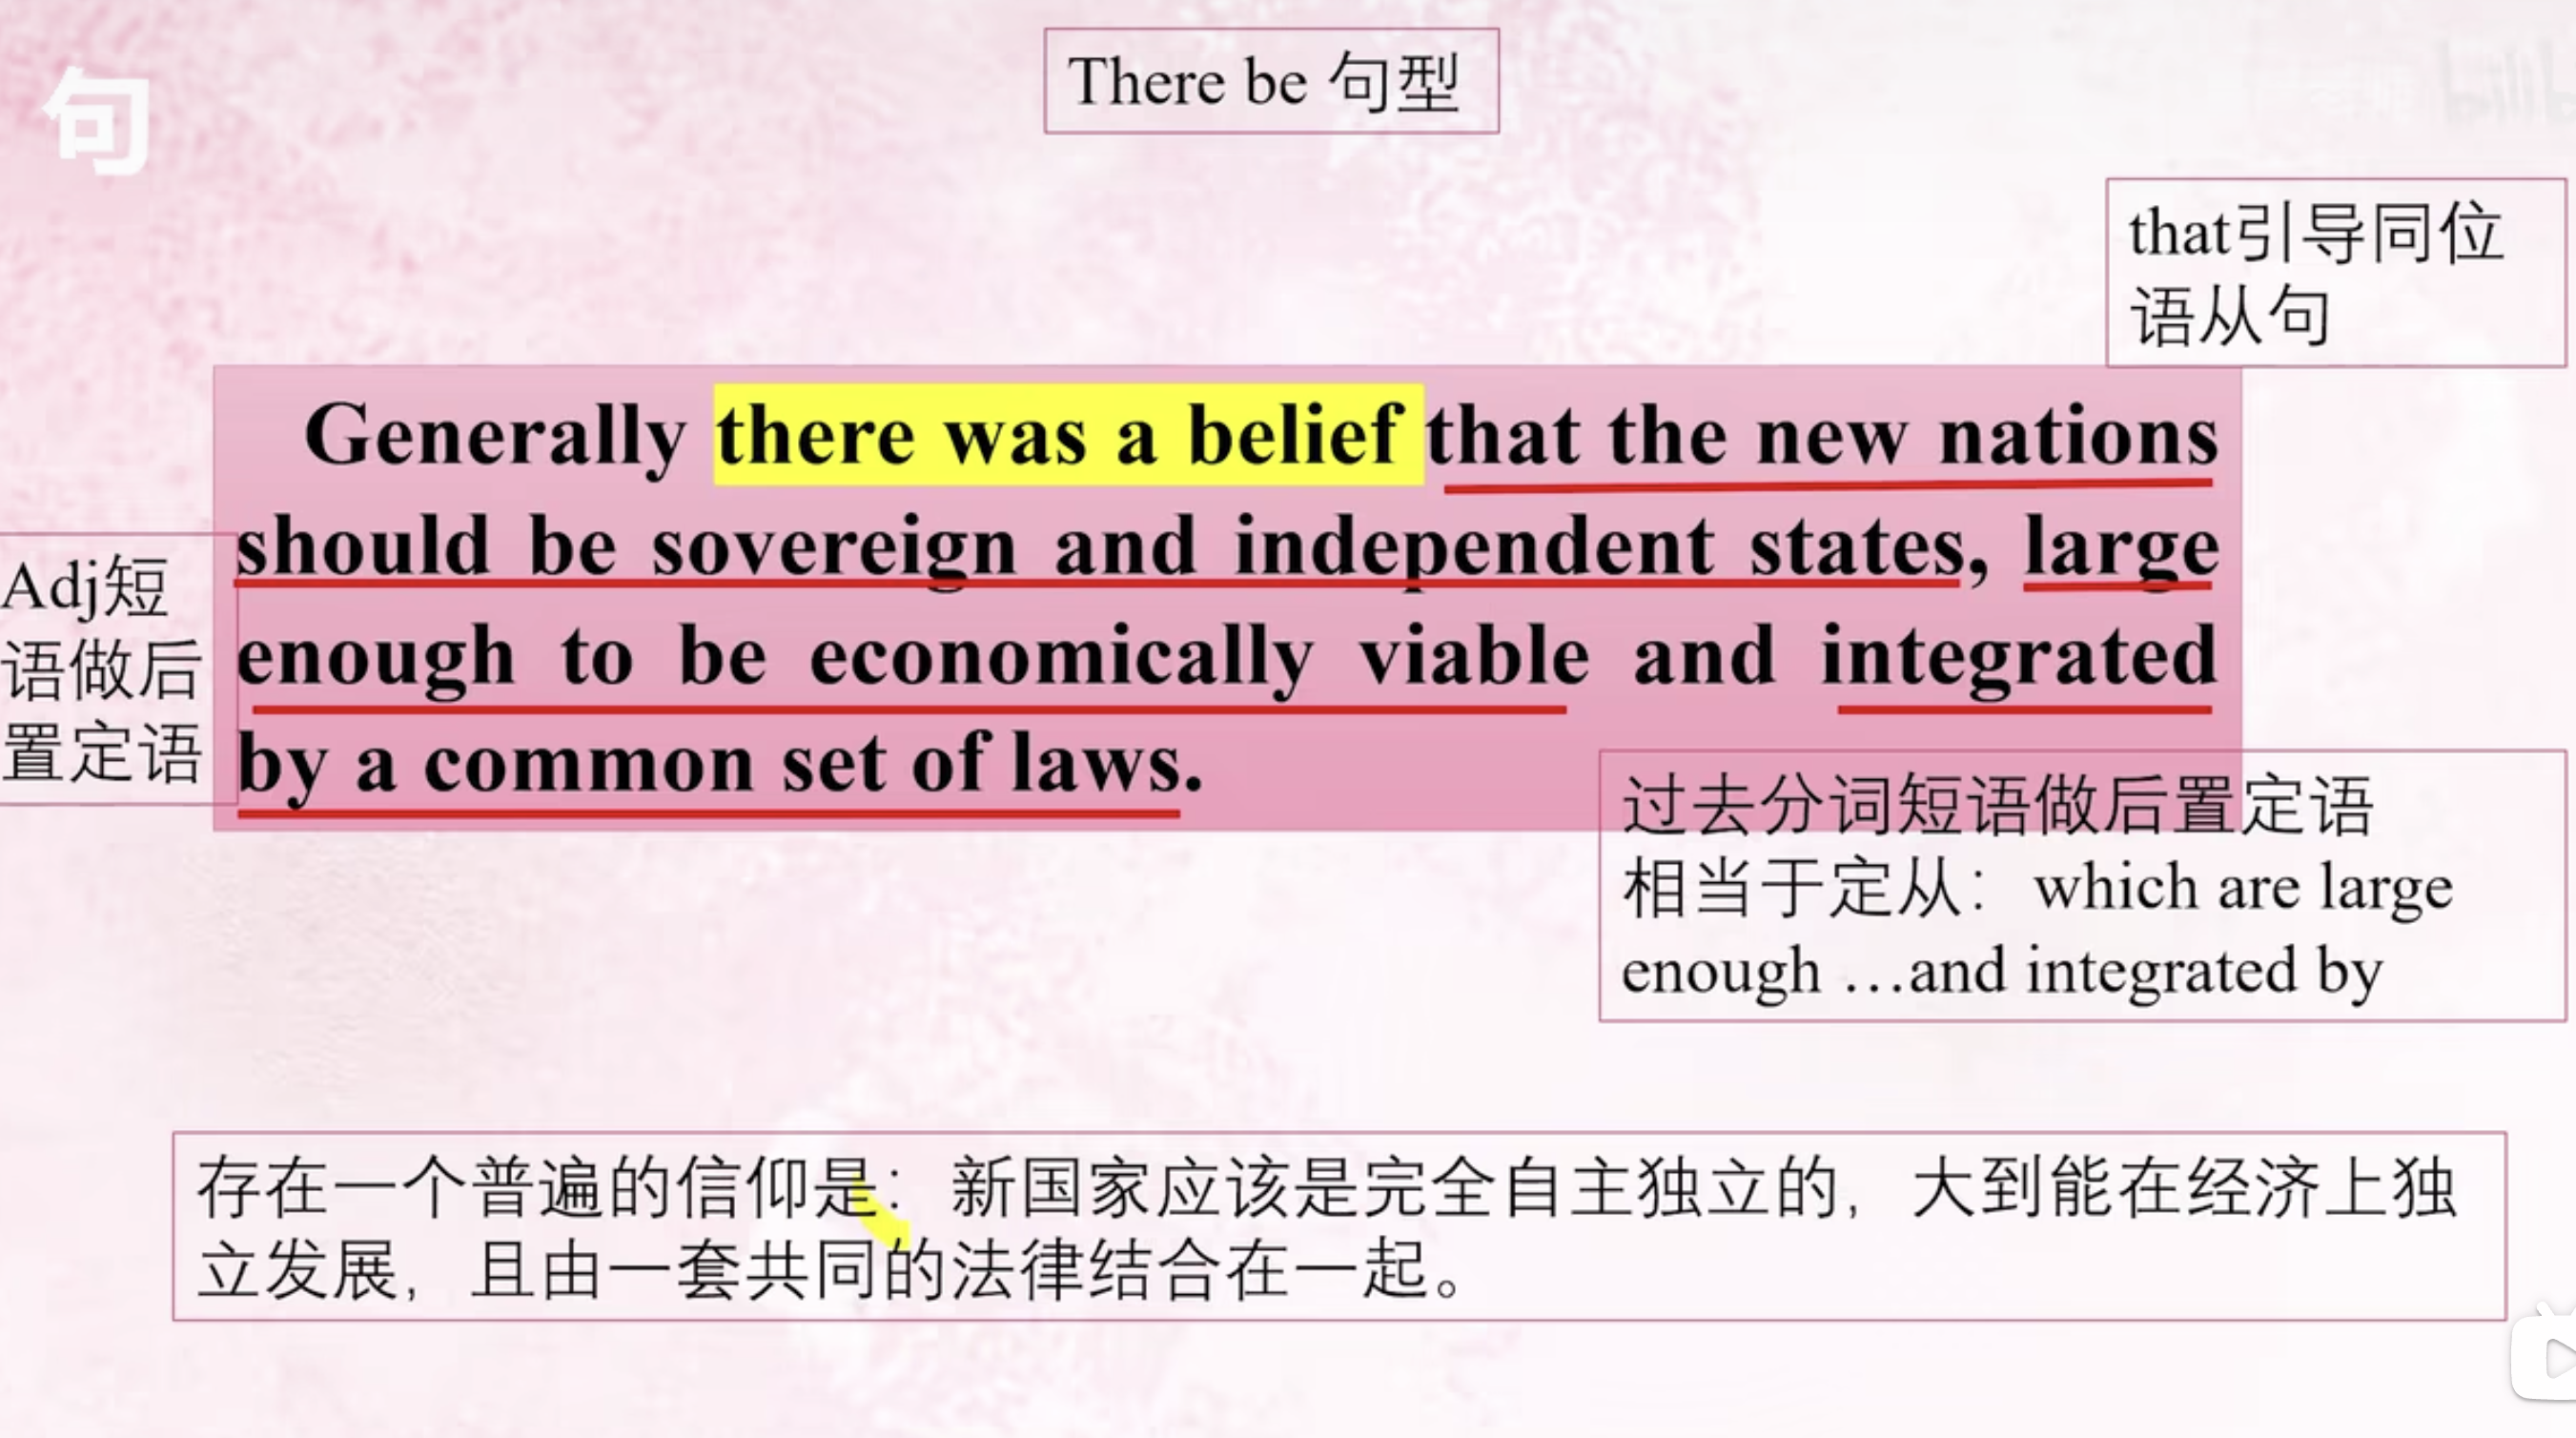 句
There be 句型
that引导同位
语从句
Generally there was a belief that the new nations
should be sovereign and independent states, large
enough to be economically viable and integrated
by a common set of laws.
Adj短
语做后
置定语
过去分词短语做后置定语
相当于定从：which are large
enough …and integrated by
存在一个普遍的信仰是：新国家应该是完全自主独立的，大到能在经济上独
立发展，且由一套共同的法律结合在一起。